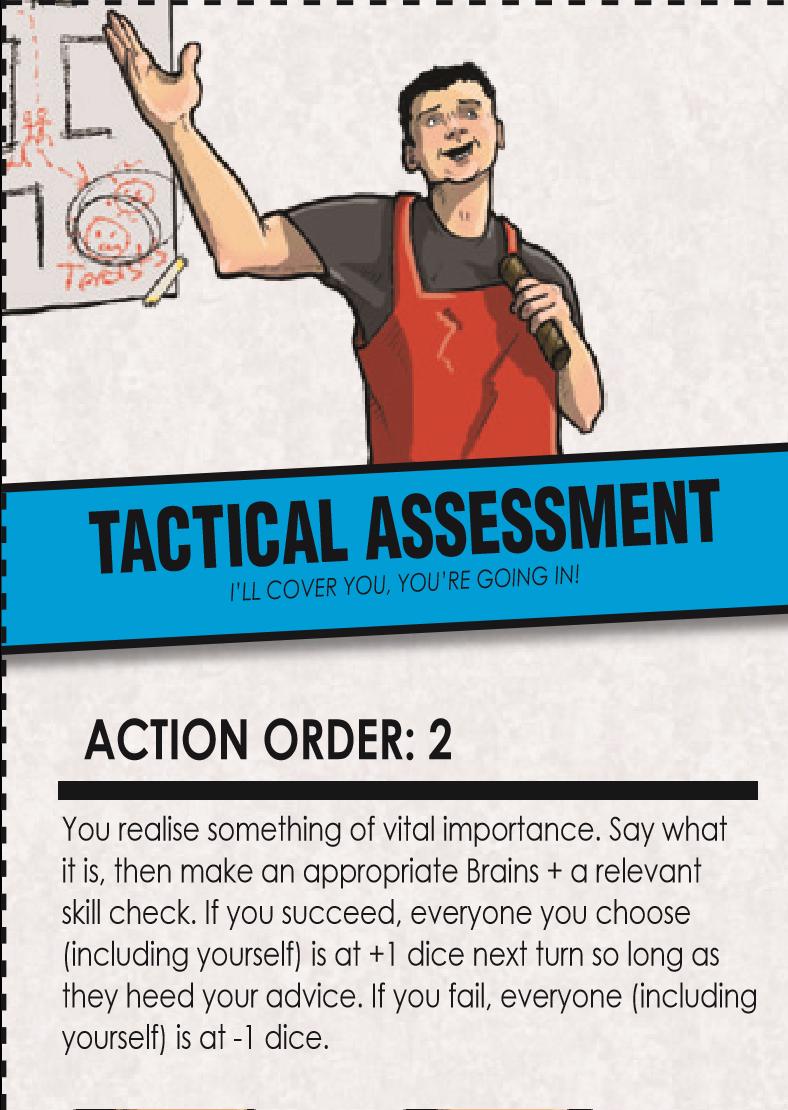 TACTICAL ASSESSMENT
I'LL COVER YOU, YOU'RE GOING IN!
ACTION ORDER: 2
You realise something of vital importance. Say what
it is, then make an appropriate Brains + a relevant
skill check. If you succeed, everyone you choose
(including yourself) is at +1 dice next turn so long as
they heed your advice. If you fail, everyone (including
yourself) is at -1 dice.